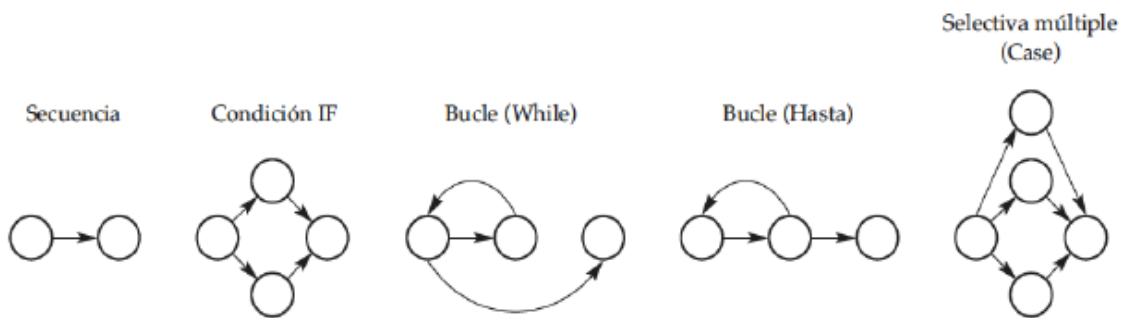 Secuencia
Condición IF
Bucle (While)
Bucle (Hasta)
Selectiva múltiple
(Case)